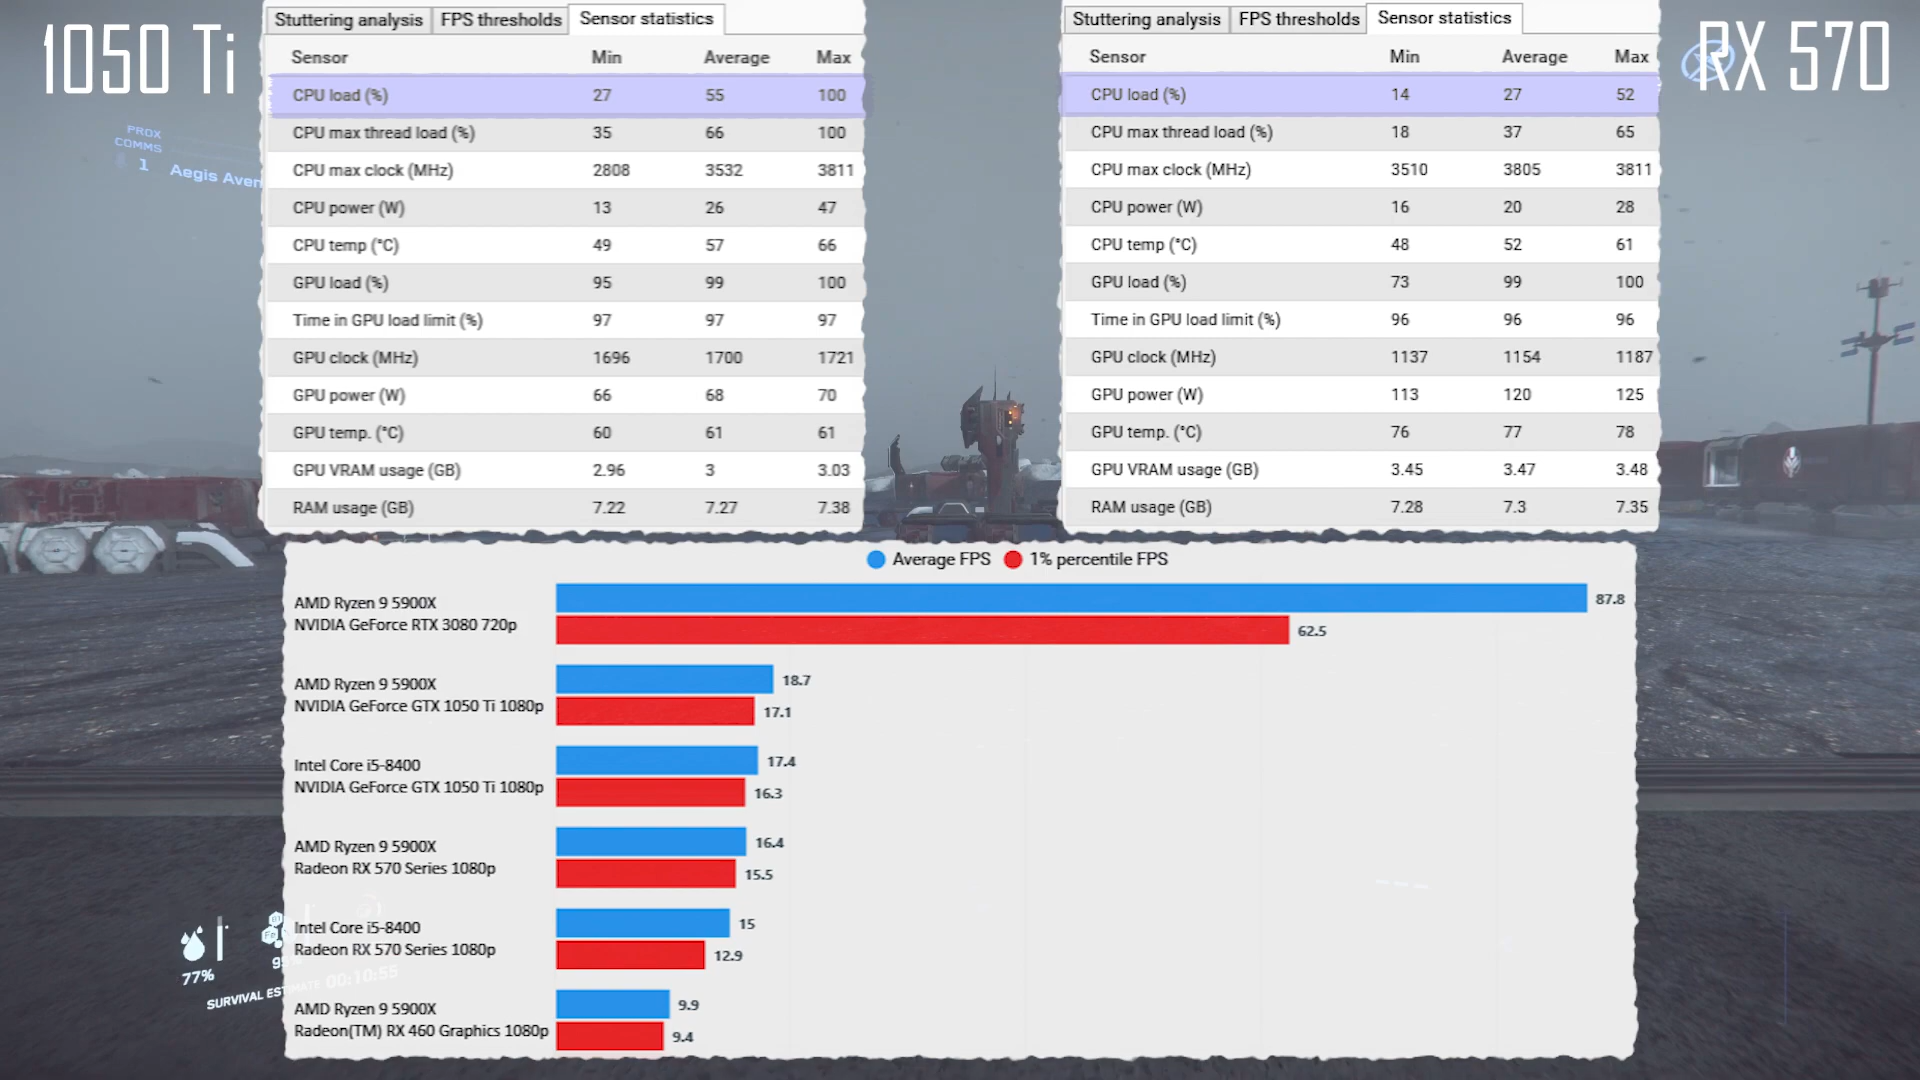 1050 Ti
Stuttering analysis FPS thresholds Sensor statistics
Sensor Min Average Max
CPU load (%) 27 55 100
CPU max thread load (%) 35 66 100
CPU max clock (MHz) 2808 3532 3811
CPU power (W) 13 26 47
CPU temp (°C) 49 57 66
GPU load (%) 95 99 100
Time in GPU load limit (%) 97 97 97
GPU clock (MHz) 1696 1700 1721
GPU power (W) 66 68 70
GPU temp. (°C) 60 61 61
GPU VRAM usage (GB) 2.96 3 3.03
RAM usage (GB) 7.22 7.27 7.38
RX 570
Stuttering analysis FPS thresholds Sensor statistics
Sensor Min Average Max
CPU load (%) 14 27 52
CPU max thread load (%) 18 37 65
CPU max clock (MHz) 3510 3805 3811
CPU power (W) 16 20 28
CPU temp (°C) 48 52 61
GPU load (%) 73 99 100
Time in GPU load limit (%) 96 96 96
GPU clock (MHz) 1137 1154 1187
GPU power (W) 113 120 125
GPU temp. (°C) 76 77 78
GPU VRAM usage (GB) 3.45 3.47 3.48
RAM usage (GB) 7.28 7.3 7.35
PROX
COMMS
1 Aegis Aven
Average FPS 1% percentile FPS
AMD Ryzen 9 5900X
NVIDIA GeForce RTX 3080 720p
87.8
62.5
AMD Ryzen 9 5900X
NVIDIA GeForce GTX 1050 Ti 1080p
18.7
17.1
Intel Core i5-8400
NVIDIA GeForce GTX 1050 Ti 1080p
17.4
16.3
AMD Ryzen 9 5900X
Radeon RX 570 Series 1080p
16.4
15.5
Intel Core i5-8400
Radeon RX 570 Series 1080p
15
12.9
AMD Ryzen 9 5900X
Radeon(TM) RX 460 Graphics 1080p
9.9
9.4
77%
SURVIVAL ESTIMATE 00:10:55